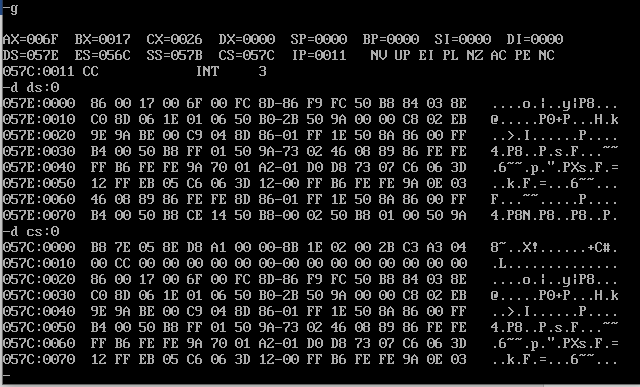 -g

AX=006F  BX=0017  CX=0026  DX=0000  SP=0000  BP=0000  SI=0000  DI=0000
DS=057E  ES=056C  SS=057B  CS=057C  IP=0011   NV UP EI PL NZ AC PE NC
057C:0011 CC            INT     3
-d ds:0
057E:0000  86 00 17 00 6F 00 FC 8D-86 F9 FC 50 B8 84 03 8E   ....o.|..y|P8...
057E:0010  C0 8D 06 1E 01 06 50 B0-2B 50 9A 00 00 C8 02 EB   @.....P0+P...H.k
057E:0020  9E 9A BE 00 C9 04 8D 86-01 FF 1E 50 8A 86 00 FF   ..>.I......P....
057E:0030  B4 00 50 B8 FF 01 50 9A-73 02 46 08 89 86 FE FE   4.P8..P.s.F...~~
057E:0040  FF B6 FE FE 9A 70 01 A2-01 D0 D8 73 07 C6 06 3D   .6~~.p.".PXs.F.=
057E:0050  12 FF EB 05 C6 06 3D 12-00 FF B6 FE FE 9A 0E 03   ..k.F.=...6~~...
057E:0060  46 08 89 86 FE FE 8D 86-01 FF 1E 50 8A 86 00 FF   F...~~.....P....
057E:0070  B4 00 50 B8 CE 14 50 B8-00 02 50 B8 01 00 50 9A   4.P8N.P8..P8..P.
-d cs:0
057C:0000  B8 7E 05 8E D8 A1 00 00-8B 1E 02 00 2B C3 A3 04   8~..X!......+C#.
057C:0010  00 CC 00 00 00 00 00 00-00 00 00 00 00 00 00 00   .L..............
057C:0020  86 00 17 00 6F 00 FC 8D-86 F9 FC 50 B8 84 03 8E   ....o.|..y|P8...
057C:0030  C0 8D 06 1E 01 06 50 B0-2B 50 9A 00 00 C8 02 EB   @.....P0+P...H.k
057C:0040  9E 9A BE 00 C9 04 8D 86-01 FF 1E 50 8A 86 00 FF   ..>.I......P....
057C:0050  B4 00 50 B8 FF 01 50 9A-73 02 46 08 89 86 FE FE   4.P8..P.s.F...~~
057C:0060  FF B6 FE FE 9A 70 01 A2-01 D0 D8 73 07 C6 06 3D   .6~~.p.".PXs.F.=
057C:0070  12 FF EB 05 C6 06 3D 12-00 FF B6 FE FE 9A 0E 03   ..k.F.=...6~~...
-